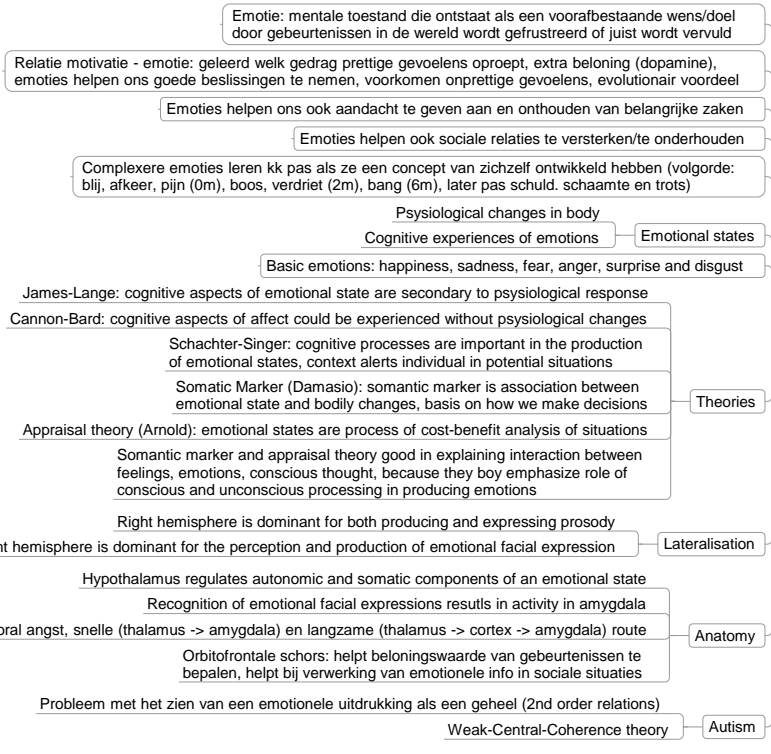 Emotie: mentale toestand die ontstaat als een voorafbestaande wens/doel
door gebeurtenissen in de wereld wordt gefrustreerd of juist wordt vervuld
Relatie motivatie - emotie: geleerd welk gedrag prettige gevoelens oproept, extra beloning (dopamine),
emoties helpen ons goede beslissingen te nemen, voorkomen onprettige gevoelens, evolutionair voordeel
Emoties helpen ons ook aandacht te geven aan en onthouden van belangrijke zaken
Emoties helpen ook sociale relaties te versterken/te onderhouden
Complexere emoties leren kk pas als ze een concept van zichzelf ontwikkeld hebben (volgorde:
blij, afkeer, pijn (0m), boos, verdriet (2m), bang (6m), later pas schuld. schaamte en trots)
Psysiological changes in body
Cognitive experiences of emotions
Emotional states
Basic emotions: happiness, sadness, fear, anger, surprise and disgust
James-Lange: cognitive aspects of emotional state are secondary to psysiological response
Cannon-Bard: cognitive aspects of affect could be experienced without psysiological changes
Schachter-Singer: cognitive processes are important in the production
of emotional states, context alerts individual in potential situations
Somatic Marker (Damasio): somantic marker is association between
emotional state and bodily changes, basis on how we make decisions
Theories
Appraisal theory (Arnold): emotional states are process of cost-benefit analysis of situations
Somantic marker and appraisal theory good in explaining interaction between
feelings, emotions, conscious thought, because they boy emphasize role of
conscious and unconscious processing in producing emotions
Right hemisphere is dominant for both producing and expressing prosody
hemisphere is dominant for the perception and production of emotional facial expression
Lateralisation
Hypothalamus regulates autonomic and somatic components of an emotional state
Recognition of emotional facial expressions resutls in activity in amygdala
angst, snelle (thalamus -> amygdala) en langzame (thalamus -> cortex -> amygdala) route
Anatomy
Orbitofrontale schors: helpt beloningswaarde van gebeurtenissen te
bepalen, helpt bij verwerking van emotionele info in sociale situaties
Probleem met het zien van een emotionele uitdrukking als een geheel (2nd order relations)
Weak-Central-Coherence theory
Autism